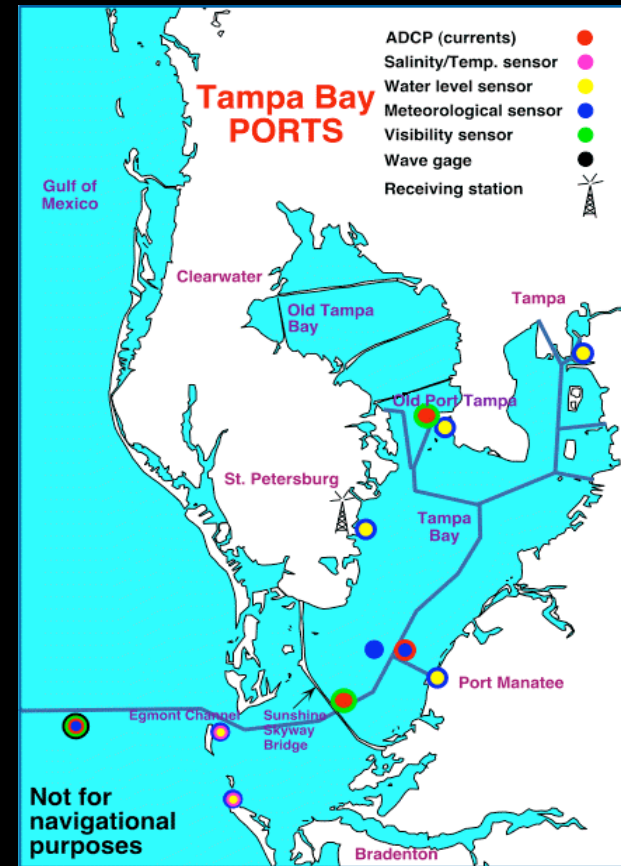 ADCP (currents)
Salinity/Temp. sensor
Water level sensor
Meteorological sensor
Visibility sensor
Wave gage
Receiving station
Tampa Bay
PORTS
Gulf of
Mexico
Clearwater
Old Tampa
Bay
Tampa
Old Port Tampa
St. Petersburg
Tampa
Bay
Port Manatee
Egmont Channel
Sunshine
Skyway
Bridge
Not for
navigational
purposes
Bradenton